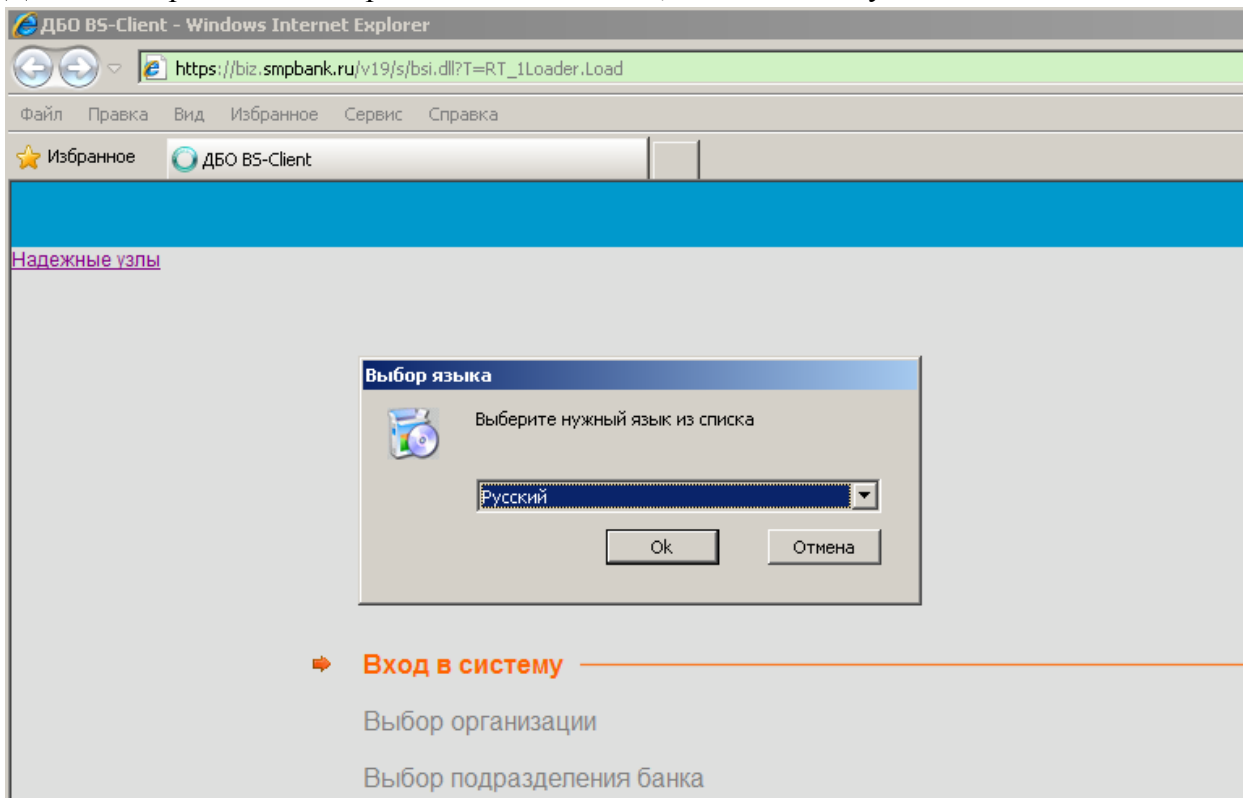 ДБО BS-Client - Windows Internet Explorer
https://biz.smpbank.ru/v19/s/bsi.dll?T=RT_1Loader.Load
Файл Правка Вид Избранное Сервис Справка
Избранное ДБО BS-Client
Надежные узлы
Выбор языка
Выберите нужный язык из списка
Русский
Ok Отмена
Вход в систему
Выбор организации
Выбор подразделения банка